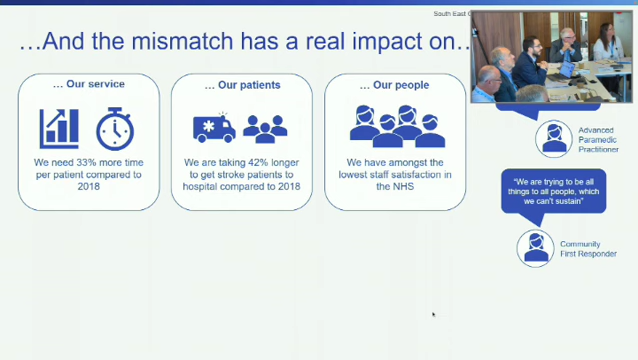 South East
…And the mismatch has a real impact on…
… Our service
We need 33% more time
per patient compared to
2018
… Our patients
We are taking 42% longer
to get stroke patients to
hospital compared to 2018
… Our people
We have amongst the
lowest staff satisfaction in
the NHS
Advanced
Paramedic
Practitioner
"We are trying to be all
things to all people, which
we can't sustain"
Community
First Responder